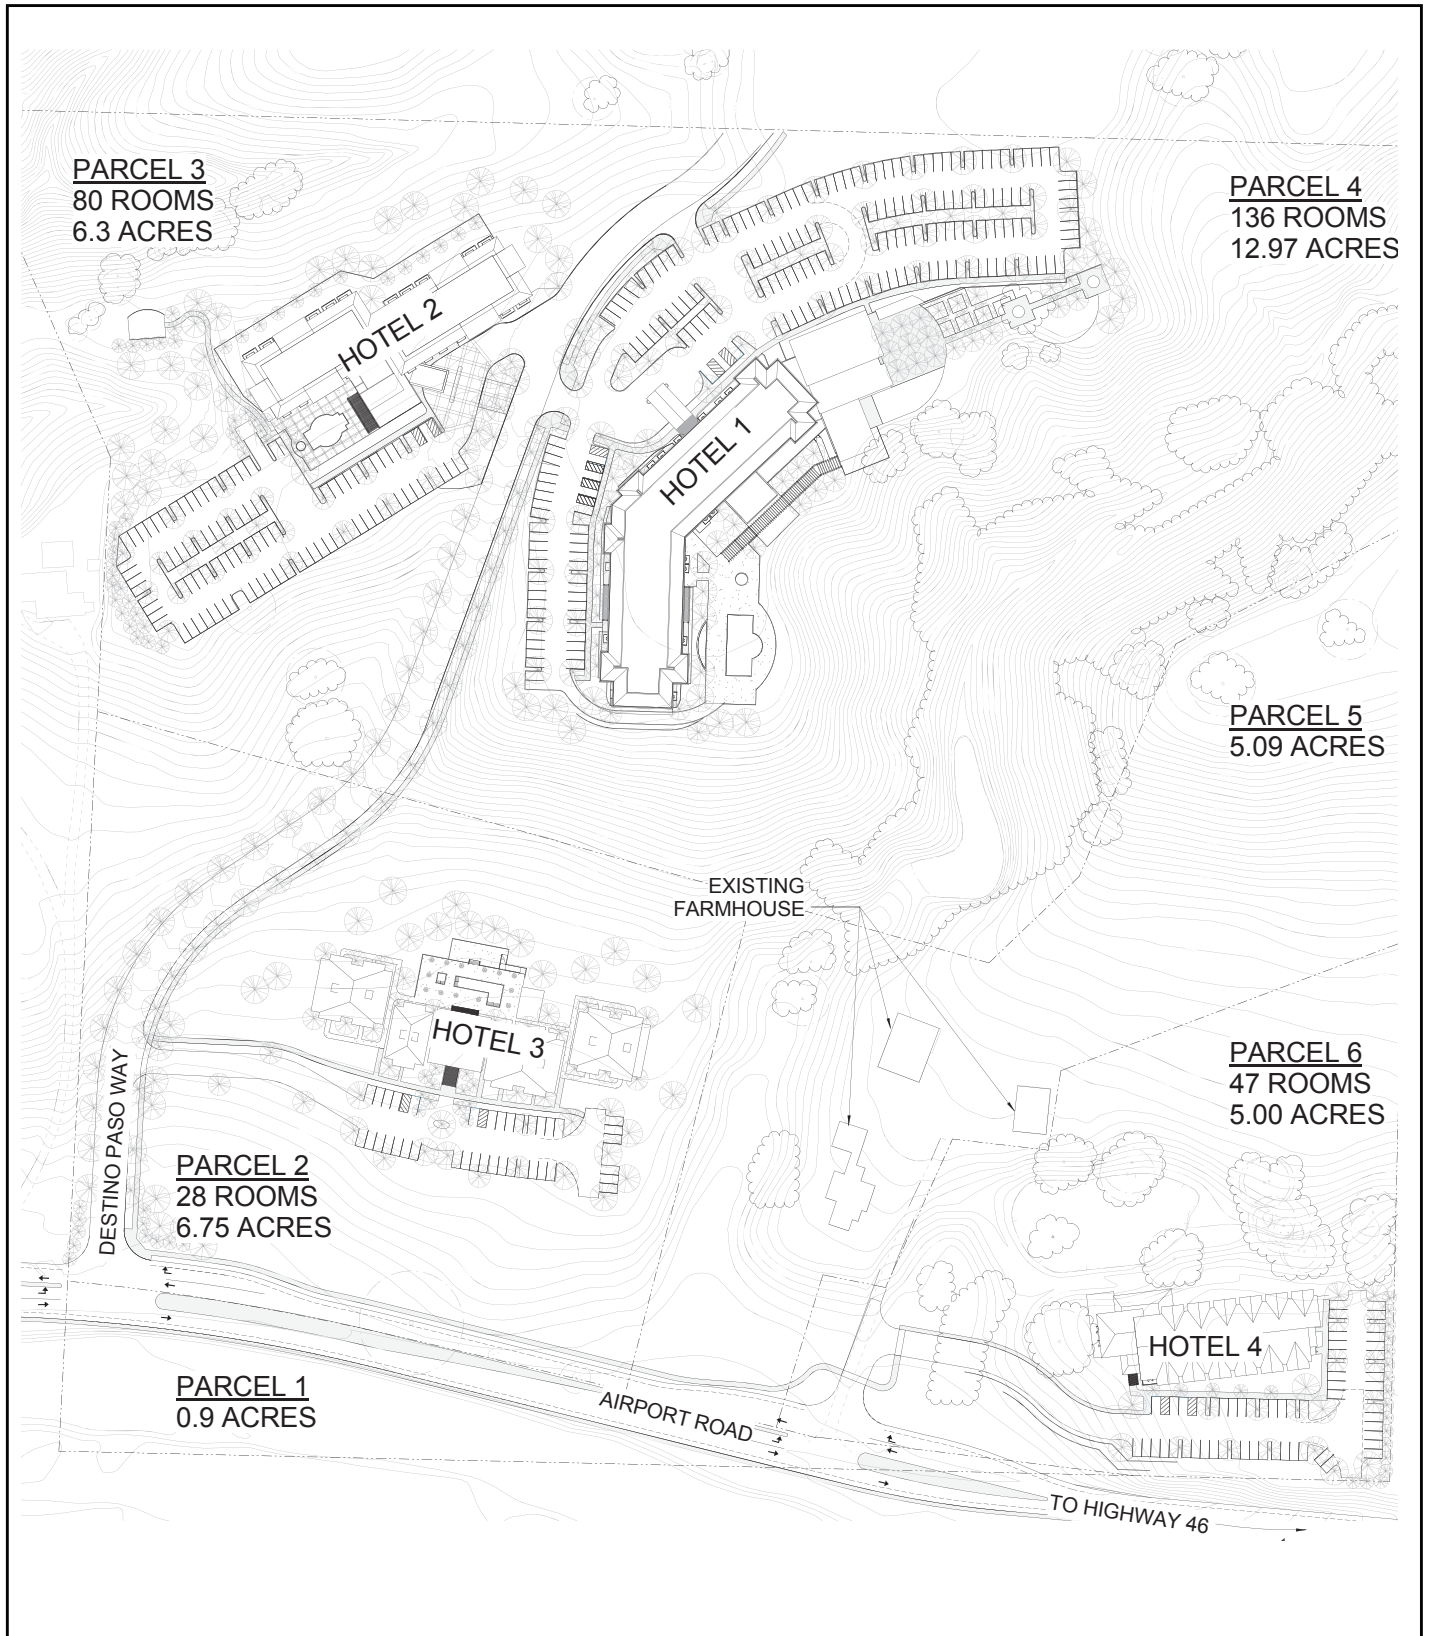 PARCEL 3
80 ROOMS
6.3 ACRES
PARCEL 4
136 ROOMS
12.97 ACRES
HOTEL 2
HOTEL 1
PARCEL 5
5.09 ACRES
EXISTING
FARMHOUSE
HOTEL 3
PARCEL 6
47 ROOMS
5.00 ACRES
DESTINO PASO WAY
PARCEL 2
28 ROOMS
6.75 ACRES
HOTEL 4
PARCEL 1
0.9 ACRES
AIRPORT ROAD
TO HIGHWAY 46